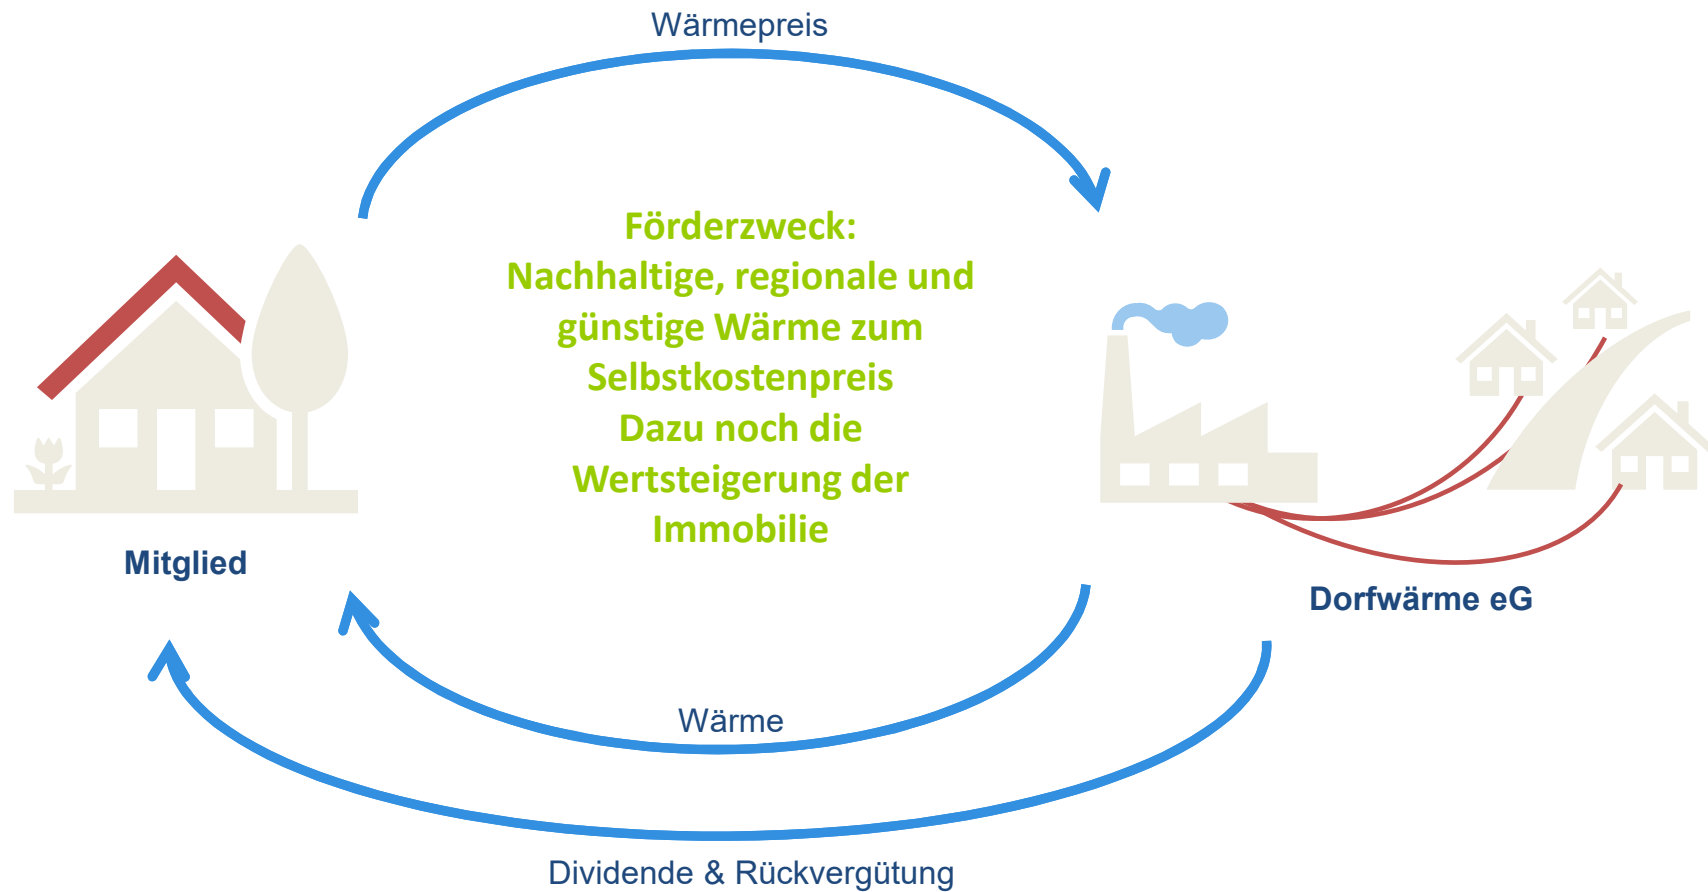 Wärmepreis
Förderzweck:
Nachhaltige, regionale und
günstige Wärme zum
Selbstkostenpreis
Dazu noch die
Wertsteigerung der
Immobilie
Mitglied
Dorfwärme eG
Wärme
Dividende & Rückvergütung